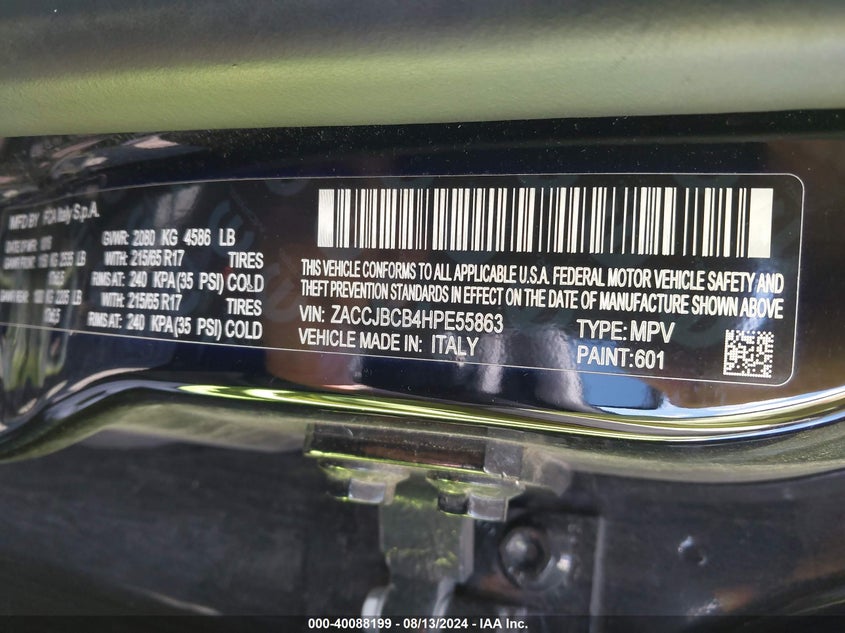 MFD BY FCA Italy S.p.A.
GVWR: 2080 KG 4586 LB
WITH: 215/65 R17 TIRES
RIMS AT: 240 KPA (35 PSI) COLD
WITH: 215/65 R17 TIRES
RIMS AT: 240 KPA (35 PSI) COLD
THIS VEHICLE CONFORMS TO ALL APPLICABLE U.S.A. FEDERAL MOTOR VEHICLE SAFETY AND
THEFT PREVENTION STANDARDS IN EFFECT ON THE DATE OF MANUFACTURE SHOWN ABOVE
VIN: ZACCJBCB4HPE55863 TYPE: MPV
VEHICLE MADE IN: ITALY PAINT:601
000-40088199 - 08/13/2024 - IAA Inc.